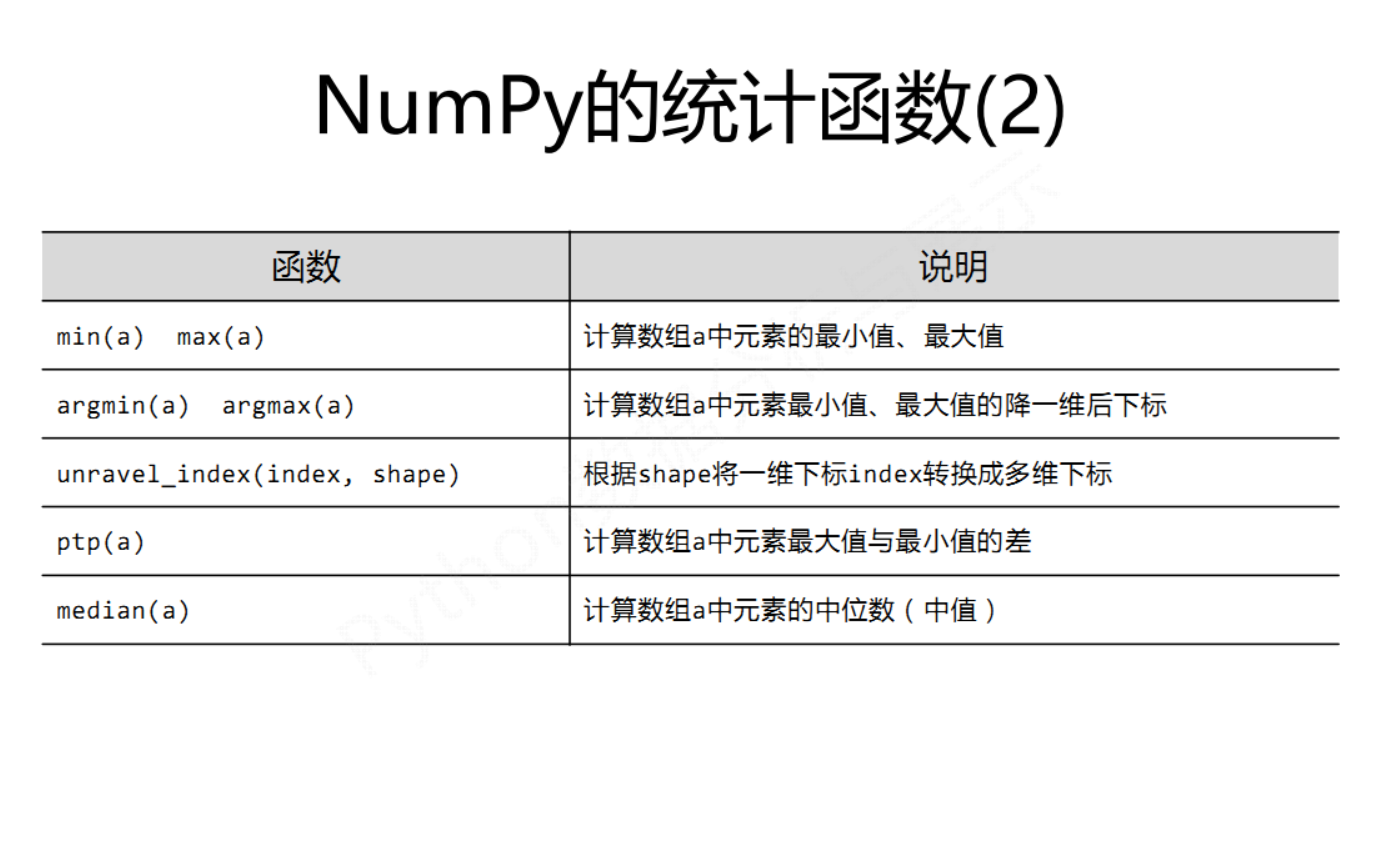 NumPy的统计函数(2)
函数 说明
min(a) max(a) 计算数组a中元素的最小值、最大值
argmin(a) argmax(a) 计算数组a中元素最小值、最大值的降一维后下标
unravel_index(index, shape) 根据shape将一维下标index转换成多维下标
ptp(a) 计算数组a中元素最大值与最小值的差
median(a) 计算数组a中元素的中位数（中值）